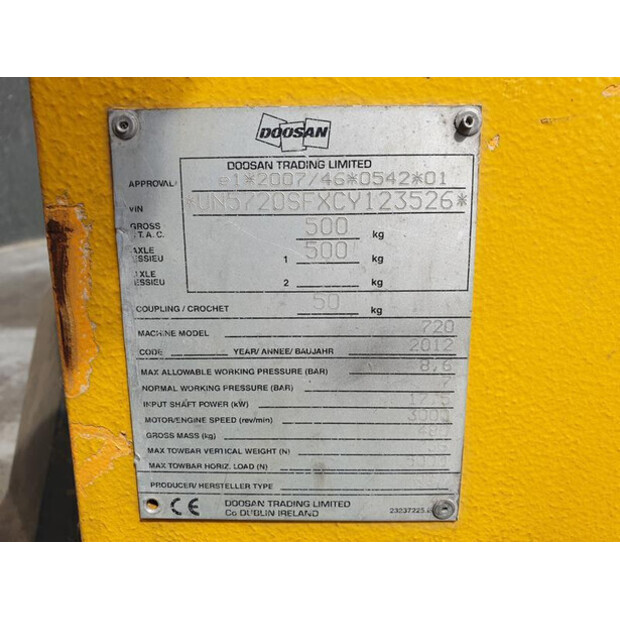 DOOSAN
DOOSAN TRADING LIMITED
APPROVAL e1*2007/46*0542*01
VIN *UN5720SFXCY123526*
GROSS 500 kg
T.A.C.
AXLE 1 500 kg
ESSIEU
AXLE 2 kg
ESSIEU
COUPLING / CROCHET 50 kg
MACHINE MODEL 720
CODE YEAR/ ANNEE/ BAUJAHR 2012
MAX ALLOWABLE WORKING PRESSURE (BAR) 8,6
NORMAL WORKING PRESSURE (BAR) 7
INPUT SHAFT POWER (kW)
MOTOR/ENGINE SPEED (rev/min) 3000
GROSS MASS (kg)
MAX TOWBAR VERTICAL WEIGHT (N)
MAX TOWBAR HORIZ. LOAD (N)
PRODUCER/ HERSTELLER TYPE
CE DOOSAN TRADING LIMITED
Co DUBLIN IRELAND